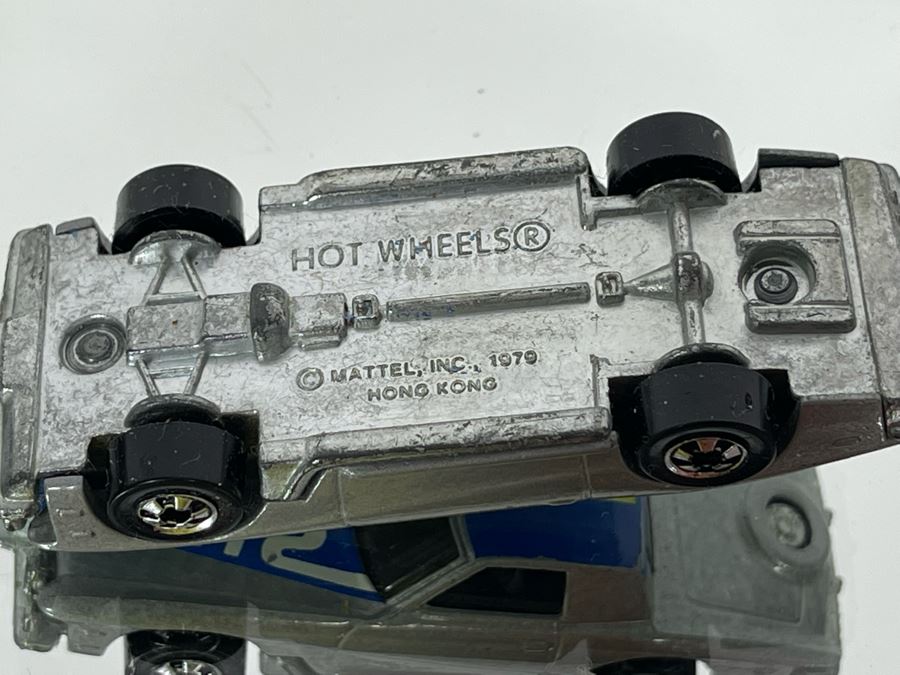 HOT WHEELS®
© MATTEL, INC., 1979
HONG KONG